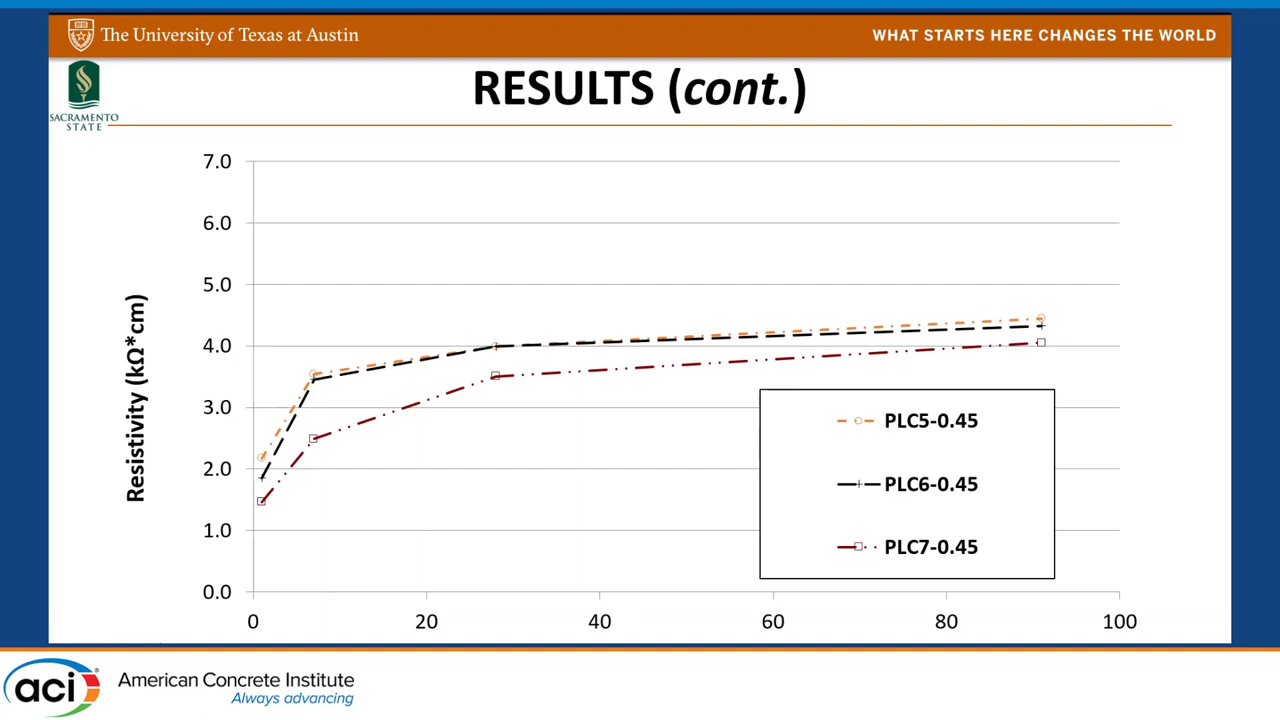 The University of Texas at Austin
WHAT STARTS HERE CHANGES THE WORLD
SACRAMENTO
STATE
RESULTS (cont.)
7.0
6.0
5.0
4.0
3.0
2.0
1.0
0.0
Resistivity (kΩ*cm)
PLC5-0.45
PLC6-0.45
PLC7-0.45
0 20 40 60 80 100
aci®
American Concrete Institute
Always advancing